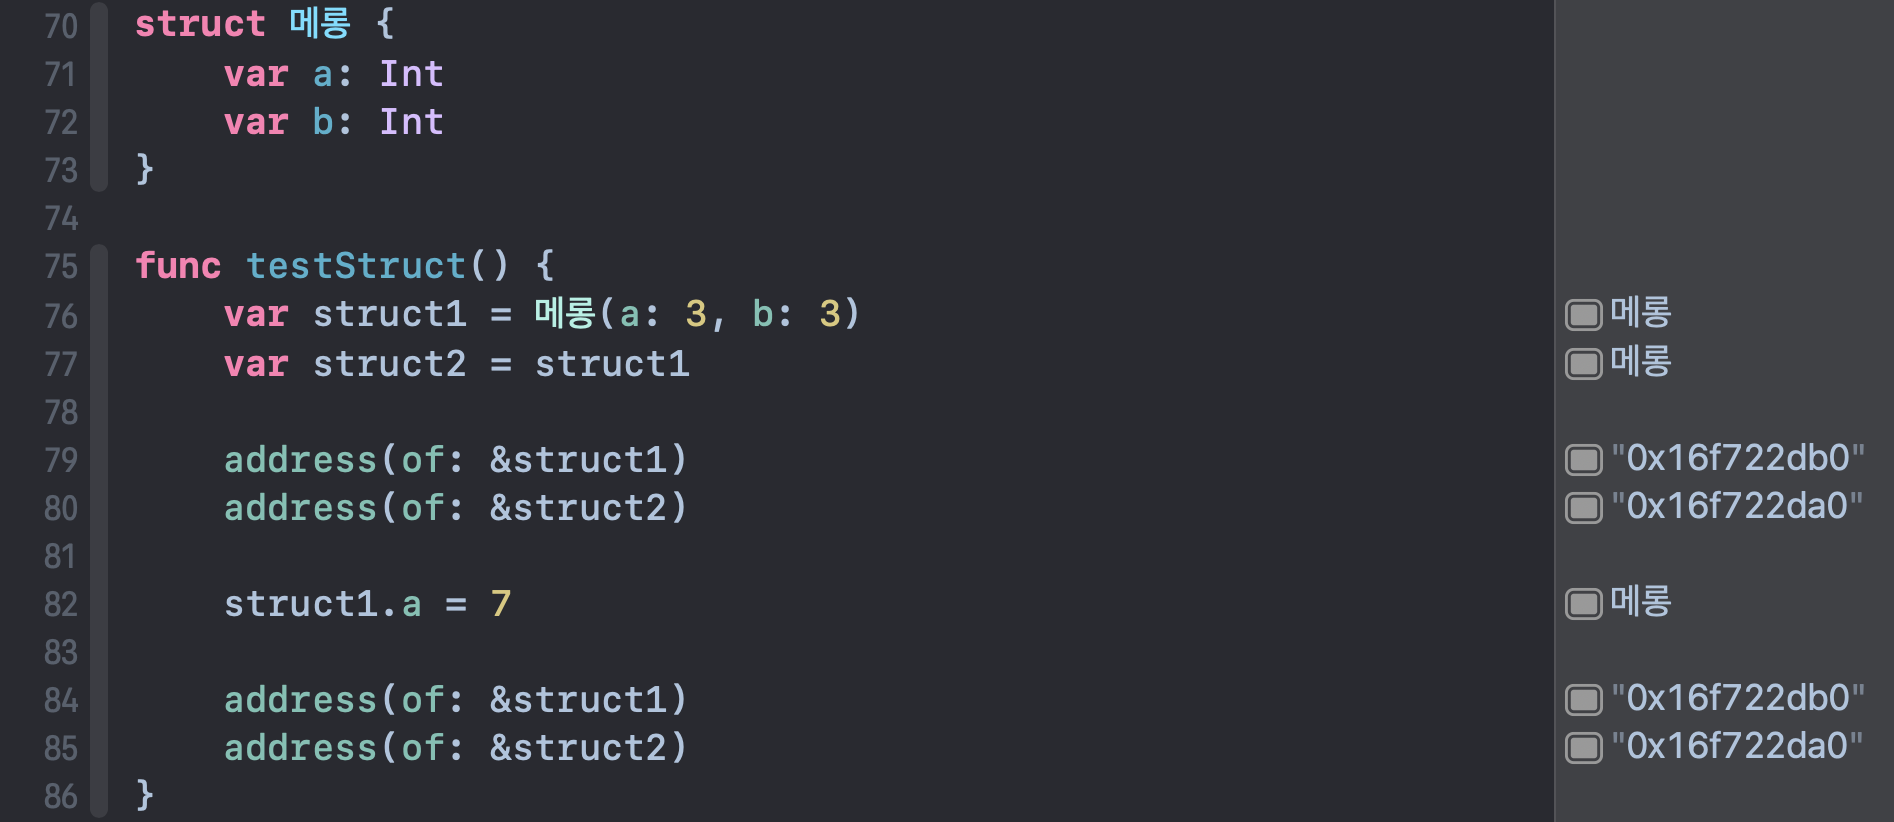 70 struct 메롱 {
71     var a: Int
72     var b: Int
73 }
74
75 func testStruct() {
76     var struct1 = 메롱(a: 3, b: 3) 메롱
77     var struct2 = struct1 메롱
78
79     address(of: &struct1) "0x16f722db0"
80     address(of: &struct2) "0x16f722da0"
81
82     struct1.a = 7 메롱
83
84     address(of: &struct1) "0x16f722db0"
85     address(of: &struct2) "0x16f722da0"
86 }